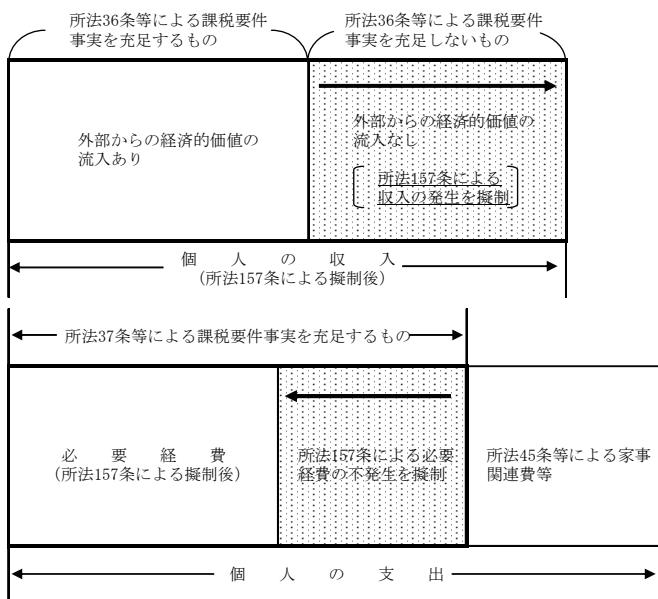 所法36条等による課税要件
事実を充足するもの
所法36条等による課税要件
事実を充足しないもの
外部からの経済的価値の
流入あり
外部からの経済的価値の
流入なし
所法157条による
収入の発生を擬制
個人の収入
(所法157条による擬制後)
所法37条等による課税要件事実を充足するもの
必要経費
(所法157条による擬制後)
所法157条による必要
経費の不発生を擬制
所法45条等による家事
関連費等
個人の支出